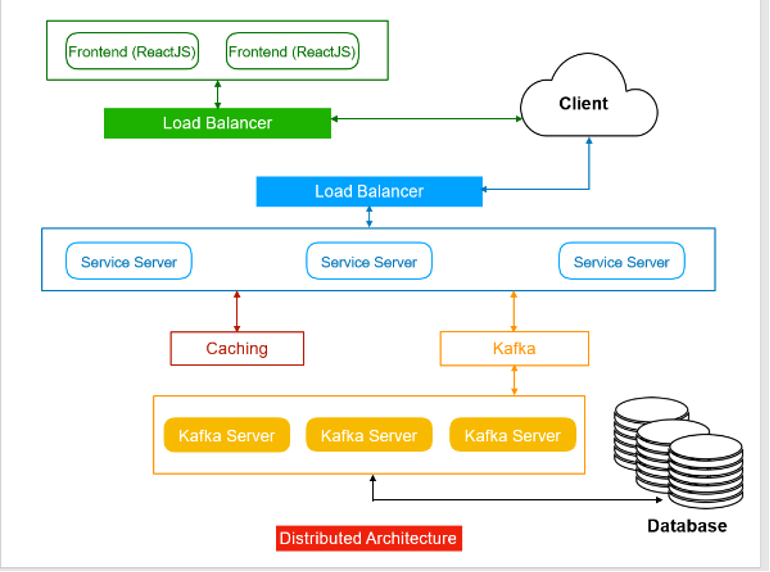 Frontend (ReactJS)
Frontend (ReactJS)
Load Balancer
Client
Load Balancer
Service Server
Service Server
Service Server
Caching
Kafka
Kafka Server
Kafka Server
Kafka Server
Database
Distributed Architecture